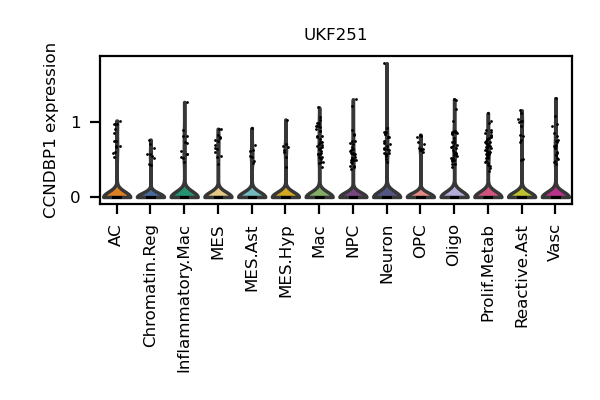 UKF251
CCNDBP1 expression
1
0
AC
Chromatin.Reg
Inflammatory.Mac
MES
MES.Ast
MES.Hyp
Mac
NPC
Neuron
OPC
Oligo
Prolif.Metab
Reactive.Ast
Vasc